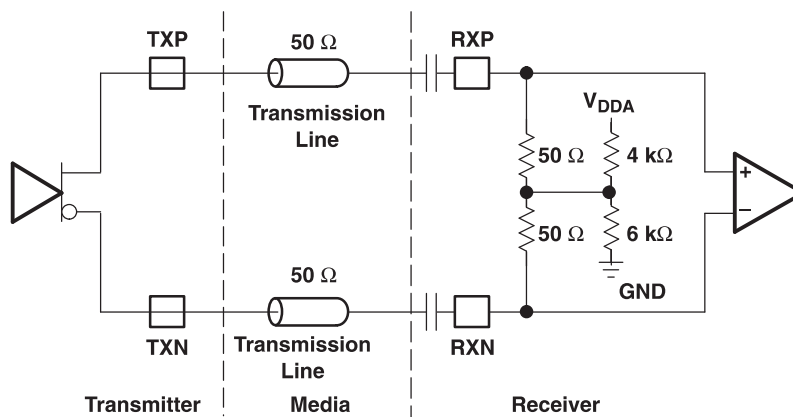 TXP
50 Ω
RXP
Transmission
Line
V_DDA
50 Ω
4 kΩ
+
50 Ω
6 kΩ
−
GND
50 Ω
TXN
Transmission
Line
RXN
Transmitter
Media
Receiver